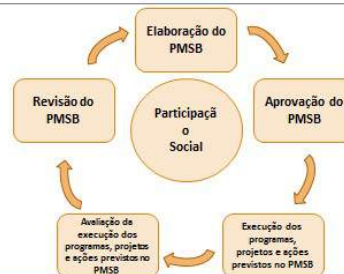 Elaboração do
PMSB
Aprovação do
PMSB
Execução dos
programas,
projetos e ações
previstos no PMSB
Avaliação da
execução dos
programas, projetos
e ações previstos no
PMSB
Revisão do
PMSB
Participaçã
o
Social